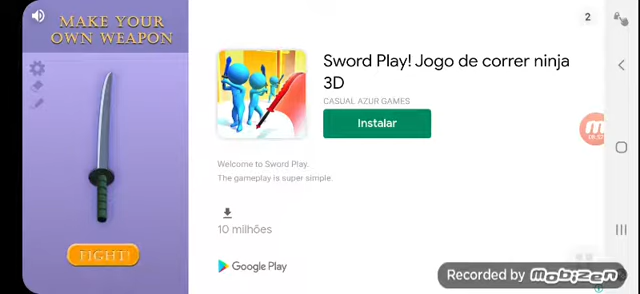 MAKE YOUR
OWN WEAPON
FIGHT!
2
Sword Play! Jogo de correr ninja
3D
CASUAL AZUR GAMES
Instalar
Welcome to Sword Play.
The gameplay is super simple.
10 milhões
Google Play
Recorded by Mobizen